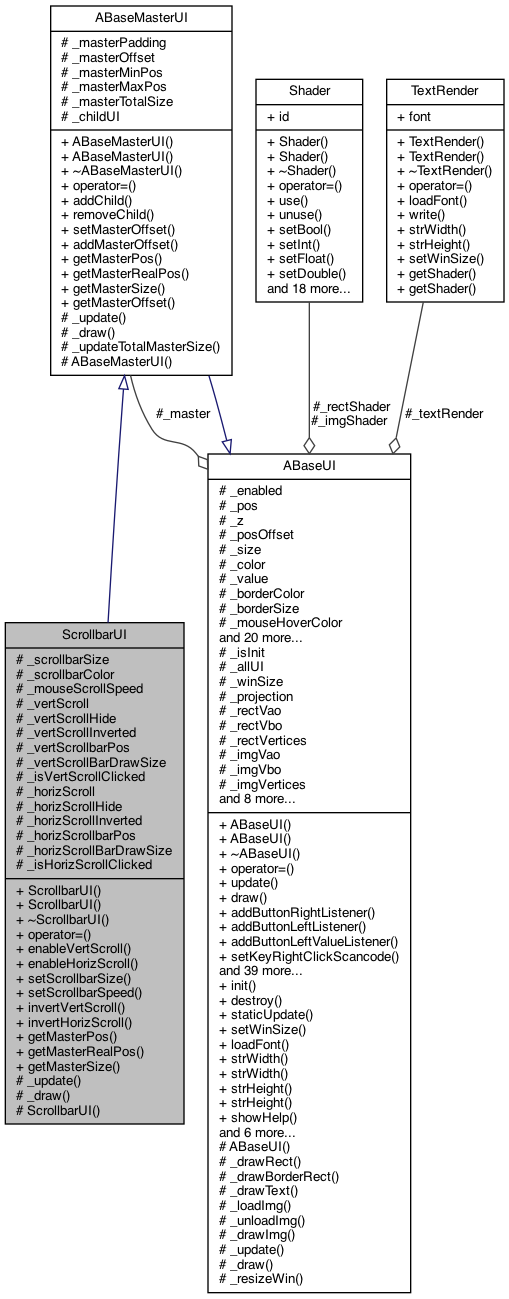 ABaseMasterUI
# _masterPadding
# _masterOffset
# _masterMinPos
# _masterMaxPos
# _masterTotalSize
# _childUI
+ ABaseMasterUI()
+ ABaseMasterUI()
+ ~ABaseMasterUI()
+ operator=()
+ addChild()
+ removeChild()
+ setMasterOffset()
+ addMasterOffset()
+ getMasterPos()
+ getMasterRealPos()
+ getMasterSize()
+ getMasterOffset()
# _update()
# _draw()
# _updateTotalMasterSize()
# ABaseMasterUI()
Shader
+ id
+ Shader()
+ Shader()
+ ~Shader()
+ operator=()
+ use()
+ unuse()
+ setBool()
+ setInt()
+ setFloat()
+ setDouble()
and 18 more...
TextRender
+ font
+ TextRender()
+ TextRender()
+ ~TextRender()
+ operator=()
+ loadFont()
+ write()
+ strWidth()
+ strHeight()
+ setWinSize()
+ getShader()
+ getShader()
#_master
#_rectShader
#_imgShader
#_textRender
ABaseUI
# _enabled
# _pos
# _z
# _posOffset
# _size
# _color
# _value
# _borderColor
# _borderSize
# _mouseHoverColor
and 20 more...
# _isInit
# _allUI
# _winSize
# _projection
# _rectVao
# _rectVbo
# _rectVertices
# _imgVao
# _imgVbo
# _imgVertices
and 8 more...
+ ABaseUI()
+ ABaseUI()
+ ~ABaseUI()
+ operator=()
+ update()
+ draw()
+ addButtonRightListener()
+ addButtonLeftListener()
+ addButtonLeftValueListener()
+ setKeyRightClickScancode()
and 39 more...
+ init()
+ destroy()
+ staticUpdate()
+ setWinSize()
+ loadFont()
+ strWidth()
+ strWidth()
+ strHeight()
+ strHeight()
+ showHelp()
and 6 more...
# ABaseUI()
# _drawRect()
# _drawBorderRect()
# _drawText()
# _loadImg()
# _unloadImg()
# _drawImg()
# _update()
# _draw()
# _resizeWin()
ScrollbarUI
# _scrollbarSize
# _scrollbarColor
# _mouseScrollSpeed
# _vertScroll
# _vertScrollHide
# _vertScrollInverted
# _vertScrollbarPos
# _vertScrollBarDrawSize
# _isVertScrollClicked
# _horizScroll
# _horizScrollHide
# _horizScrollInverted
# _horizScrollbarPos
# _horizScrollBarDrawSize
# _isHorizScrollClicked
+ ScrollbarUI()
+ ScrollbarUI()
+ ~ScrollbarUI()
+ operator=()
+ enableVertScroll()
+ enableHorizScroll()
+ setScrollbarSize()
+ setScrollbarSpeed()
+ invertVertScroll()
+ invertHorizScroll()
+ getMasterPos()
+ getMasterRealPos()
+ getMasterSize()
# _update()
# _draw()
# ScrollbarUI()